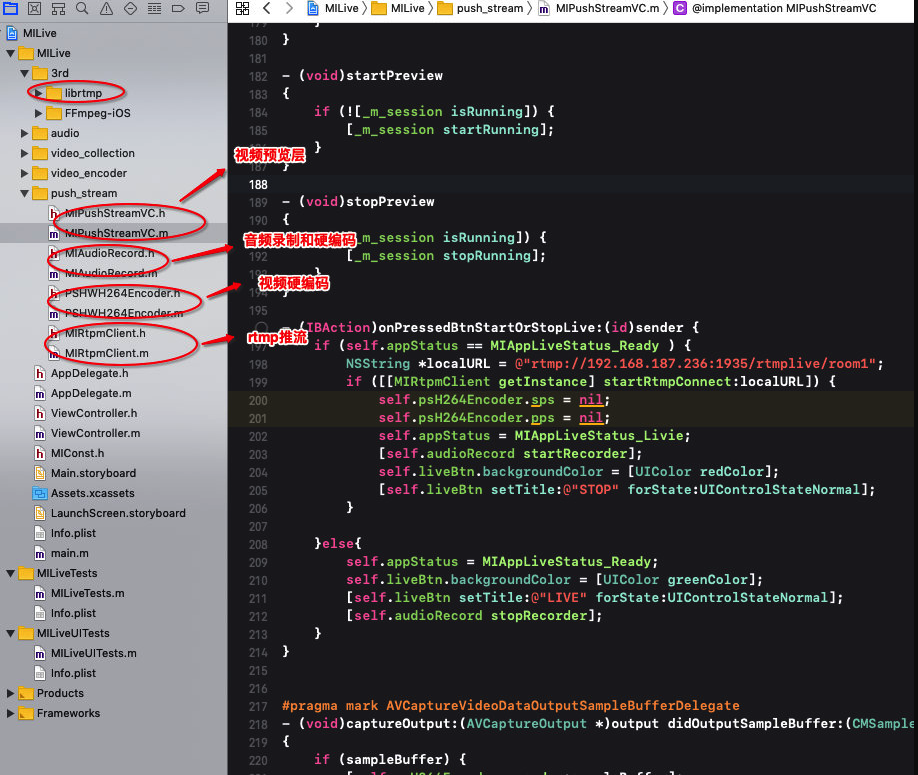 MILive
MILive
3rd
librtmp
FFmpeg-iOS
audio
video_collection
video_encoder
push_stream
MIPushStreamVC.h
MIPushStreamVC.m
MIAudioRecord.h
MIAudioRecord.m
PSHWH264Encoder.h
PSHWH264Encoder.m
MIRtpmClient.h
MIRtpmClient.m
AppDelegate.h
AppDelegate.m
ViewController.h
ViewController.m
MIConst.h
Main.storyboard
Assets.xcassets
LaunchScreen.storyboard
Info.plist
main.m
MILiveTests
MILiveTests.m
Info.plist
MILiveUITests
MILiveUITests.m
Info.plist
Products
Frameworks
视频预览层
音频录制和硬编码
视频硬编码
rtmp推流
MILive 〉 MILive 〉 push_stream 〉 MIPushStreamVC.m 〉 @implementation MIPushStreamVC
180 }
181
182 - (void)startPreview
183 {
184 if (![_m_session isRunning]) {
185 [_m_session startRunning];
}
187 }
188
189 - (void)stopPreview
190 {
_m_session isRunning]) {
192 [_m_session stopRunning];
}
194 }
195
- (IBAction)onPressedBtnStartOrStopLive:(id)sender {
197 if (self.appStatus == MIAppLiveStatus_Ready ) {
198 NSString *localURL = @"rtmp://192.168.187.236:1935/rtmplive/room1";
199 if ([[MIRtpmClient getInstance] startRtmpConnect:localURL]) {
200 self.psH264Encoder.sps = nil;
201 self.psH264Encoder.pps = nil;
202 self.appStatus = MIAppLiveStatus_Livie;
203 [self.audioRecord startRecorder];
204 self.liveBtn.backgroundColor = [UIColor redColor];
205 [self.liveBtn setTitle:@"STOP" forState:UIControlStateNormal];
206 }
207
208 }else{
209 self.appStatus = MIAppLiveStatus_Ready;
210 self.liveBtn.backgroundColor = [UIColor greenColor];
211 [self.liveBtn setTitle:@"LIVE" forState:UIControlStateNormal];
212 [self.audioRecord stopRecorder];
213 }
214 }
215
216
217 #pragma mark AVCaptureVideoDataOutputSampleBufferDelegate
218 - (void)captureOutput:(AVCaptureOutput *)output didOutputSampleBuffer:(CMSample
219 {
220 if (sampleBuffer) {